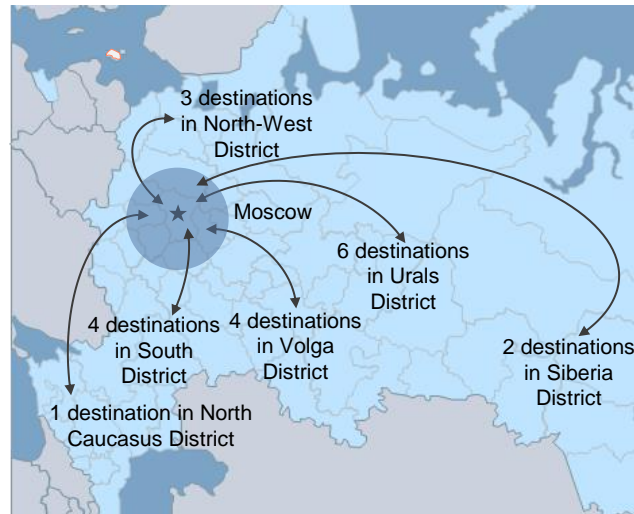 3 destinations
in North-West
District
Moscow
6 destinations
in Urals
District
4 destinations
in South
District
4 destinations
in Volga
District
2 destinations
in Siberia
District
1 destination in North
Caucasus District